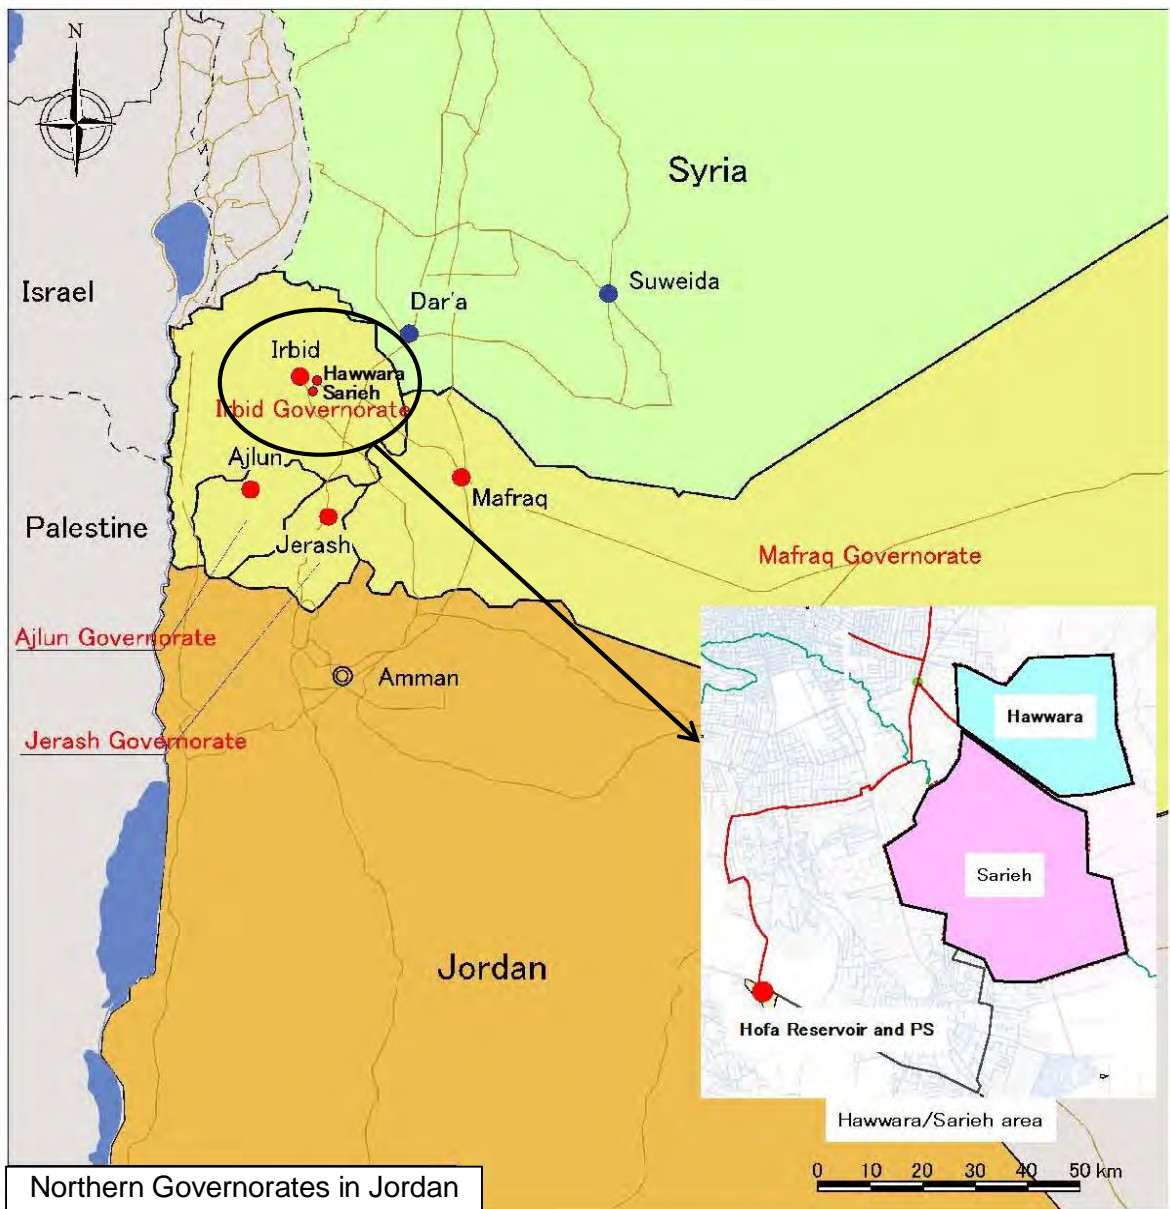 N
Syria
Israel
Suweida
Dar'a
Irbid
Hawwara
Sarieh
Irbid Governorate
Ajlun
Mafraq
Palestine
Jerash
Mafraq Governorate
Ajlun Governorate
Amman
Jerash Governorate
Hawwara
Sarieh
Jordan
Hofa Reservoir and PS
Hawwara/Sarieh area
0 10 20 30 40 50 km
Northern Governorates in Jordan